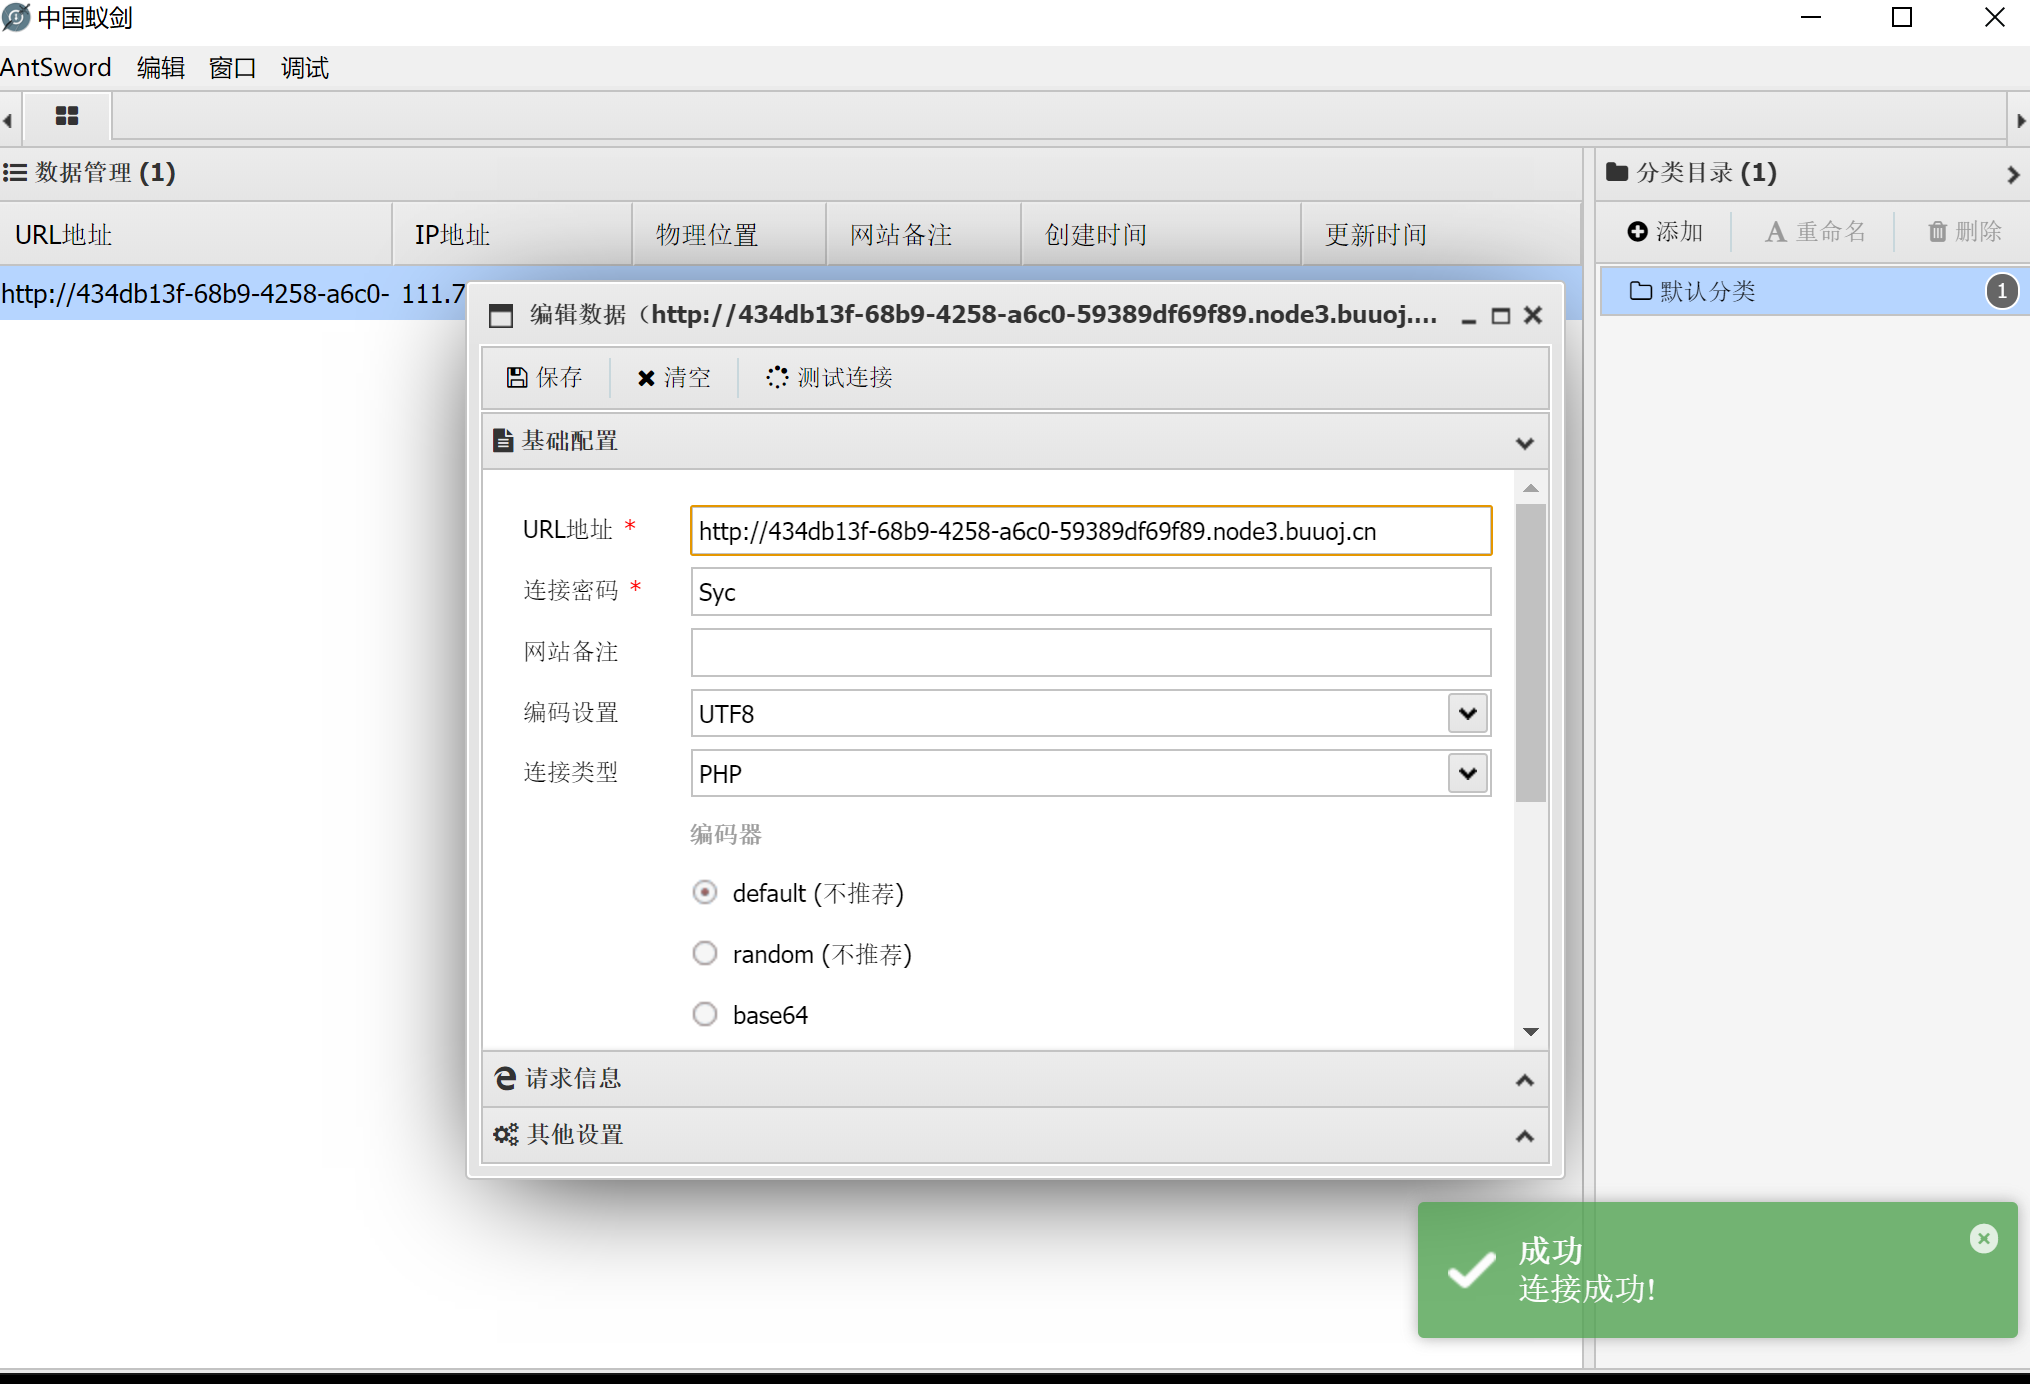 中国蚁剑
AntSword 编辑 窗口 调试
数据管理 (1)
分类目录 (1)
URL地址 IP地址 物理位置 网站备注 创建时间 更新时间
添加 重命名 删除
http://434db13f-68b9-4258-a6c0- 111.7
默认分类 1
编辑数据（http://434db13f-68b9-4258-a6c0-59389df69f89.node3.buuoj....
保存 清空 测试连接
基础配置
URL地址 * http://434db13f-68b9-4258-a6c0-59389df69f89.node3.buuoj.cn
连接密码 * Syc
网站备注
编码设置 UTF8
连接类型 PHP
编码器
default (不推荐)
random (不推荐)
base64
请求信息
其他设置
成功
连接成功!